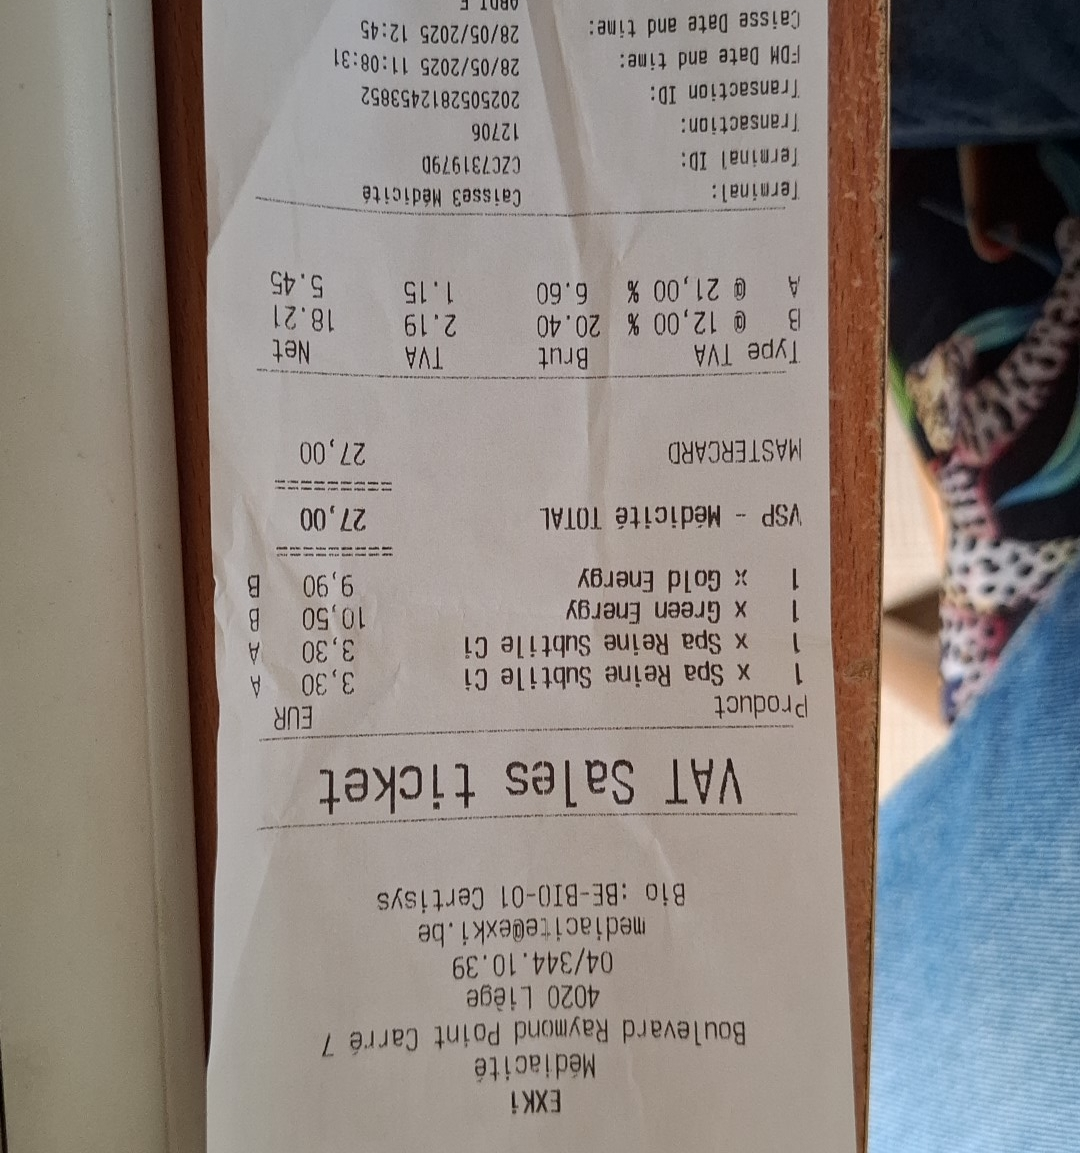 EXKi
Médiacité
Boulevard Raymond Point Carré 7
4020 Liège
04/344.10.39
mediacite@exki.be
Bio :BE-BIO-01 Certisys
VAT Sales ticket
Product EUR
1 x Spa Reine Subtile Ci 3,30 A
1 x Spa Reine Subtile Ci 3,30 A
1 x Green Energy 10,50 B
1 x Gold Energy 9,90 B
==========
VSP - Médicité TOTAL 27,00
==========
MASTERCARD 27,00
Type TVA Brut TVA Net
B @ 12,00 % 20.40 2.19 18.21
A @ 21,00 % 6.60 1.15 5.45
Terminal: Caisse3 Médicité
Terminal ID: CZC731979D
Transaction: 12706
Transaction ID: 2025052812453852
FDM Date and time: 28/05/2025 11:08:31
Caisse Date and time: 28/05/2025 12:45